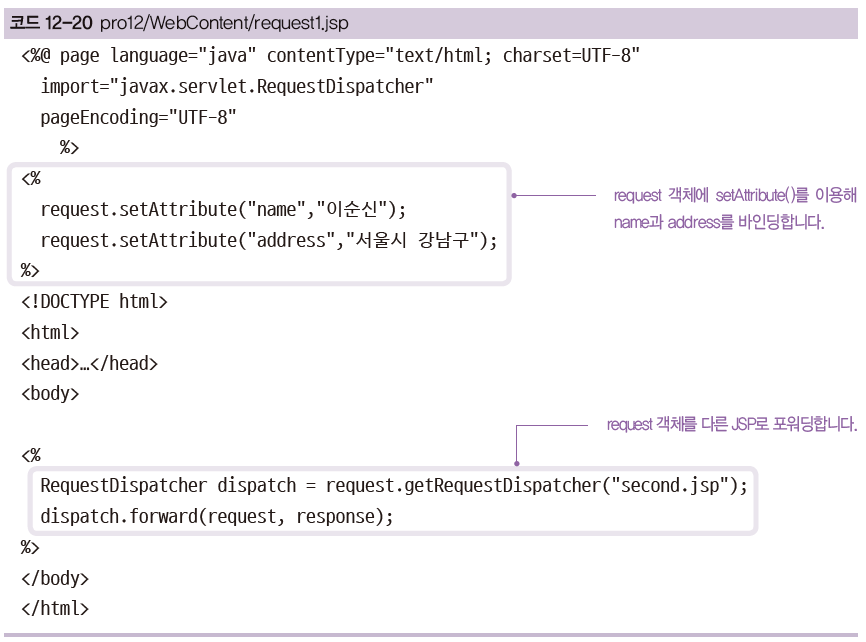 코드 12-20 pro12/WebContent/request1.jsp
<%@ page language="java" contentType="text/html; charset=UTF-8"
import="javax.servlet.RequestDispatcher"
pageEncoding="UTF-8"
%>
<%
request.setAttribute("name","이순신");
request.setAttribute("address","서울시 강남구");
%>
request 객체에 setAttribute()를 이용해
name과 address를 바인딩합니다.
<!DOCTYPE html>
<html>
<head>…</head>
<body>
request 객체를 다른 JSP로 포워딩합니다.
<%
RequestDispatcher dispatch = request.getRequestDispatcher("second.jsp");
dispatch.forward(request, response);
%>
</body>
</html>